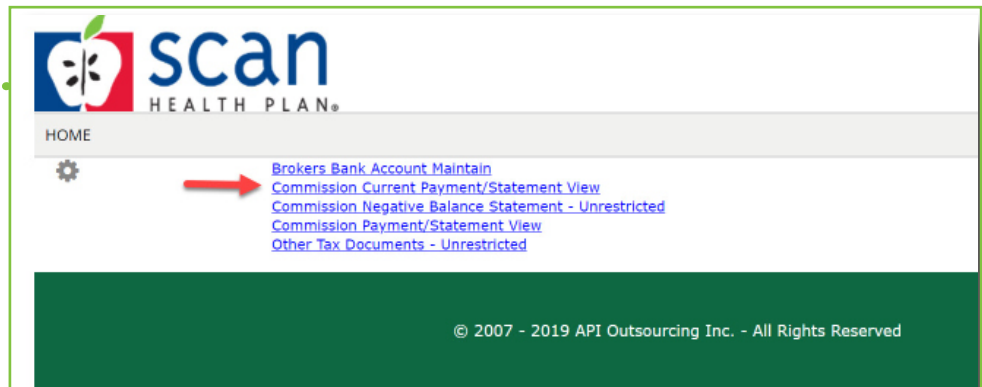 scan
HEALTH PLAN®
HOME
Brokers Bank Account Maintain
Commission Current Payment/Statement View
Commission Negative Balance Statement - Unrestricted
Commission Payment/Statement View
Other Tax Documents - Unrestricted
© 2007 - 2019 API Outsourcing Inc. - All Rights Reserved